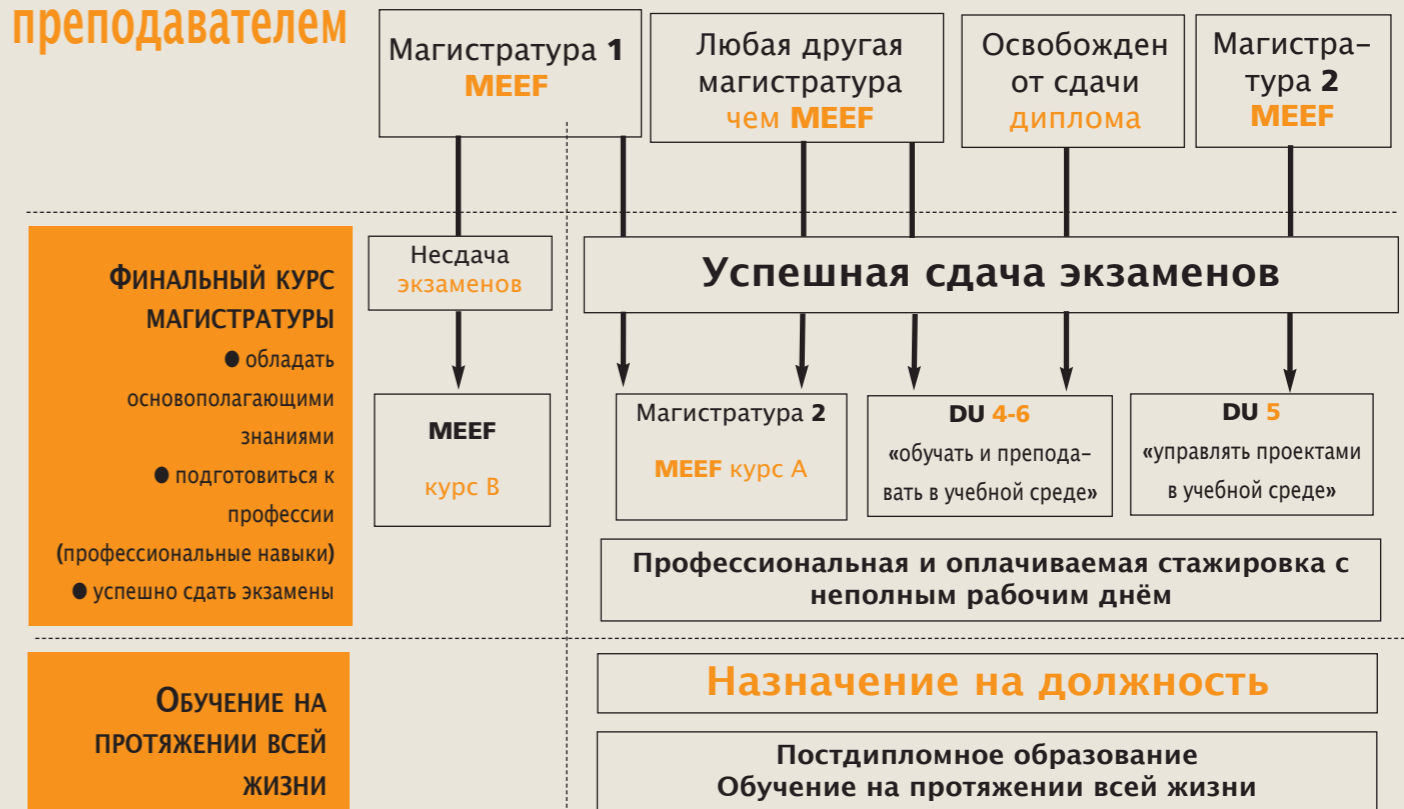 преподавателем
Магистратура 1
MEEF
Любая другая
магистратура
чем MEEF
Освобожден
от сдачи
диплома
Магистра-
тура 2
MEEF
Финальный курс
магистратуры
● обладать
основополагающими
знаниями
● подготовиться к
профессии
(профессиональные навыки)
● успешно сдать экзамены
Несдача
экзаменов
Успешная сдача экзаменов
MEEF
курс B
Магистратура 2
MEEF курс A
DU 4-6
«обучать и препода-
вать в учебной среде»
DU 5
«управлять проектами
в учебной среде»
Профессиональная и оплачиваемая стажировка с
неполным рабочим днём
Обучение на
протяжении всей
жизни
Назначение на должность
Постдипломное образование
Обучение на протяжении всей жизни